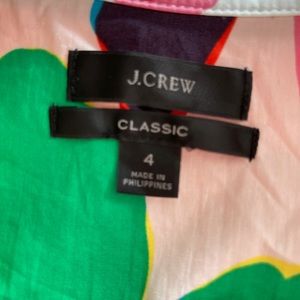 J.CREW
CLASSIC
4
MADE IN
PHILIPPINES